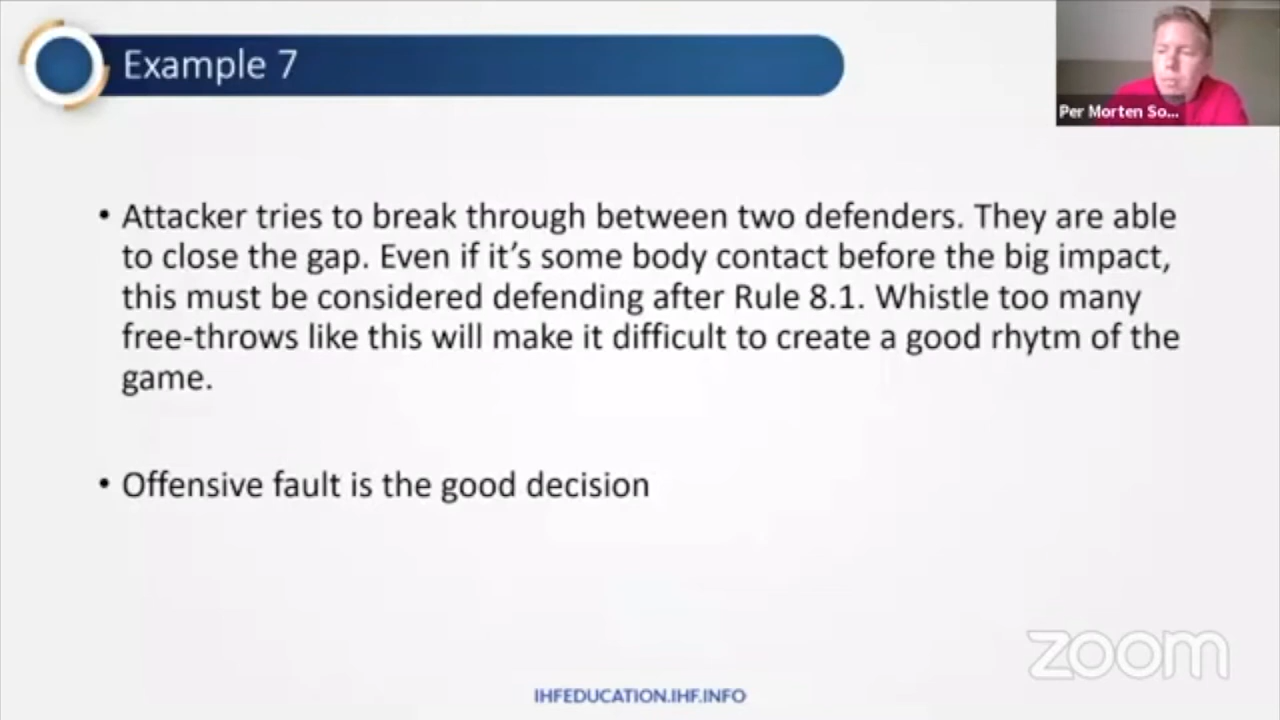 Example 7
Per Morten So...
• Attacker tries to break through between two defenders. They are able
to close the gap. Even if it’s some body contact before the big impact,
this must be considered defending after Rule 8.1. Whistle too many
free-throws like this will make it difficult to create a good rhytm of the
game.
• Offensive fault is the good decision
zoom
IHFEDUCATION.IHF.INFO